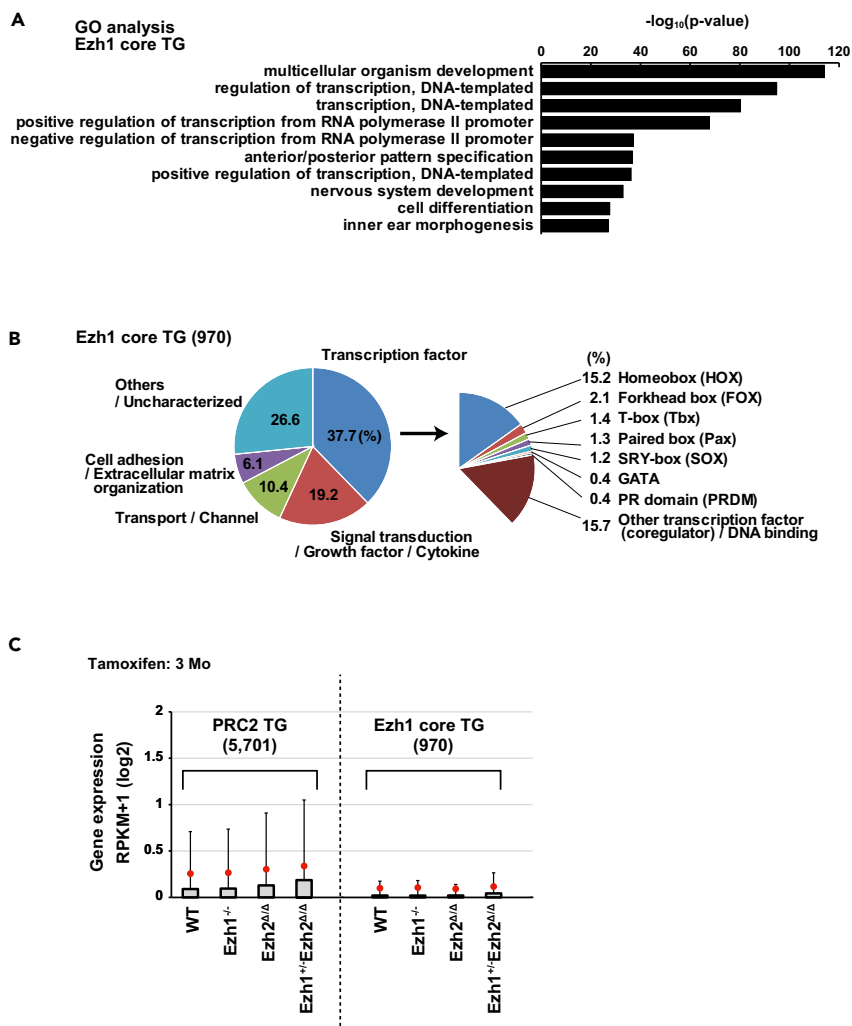 A
GO analysis
Ezh1 core TG
-log₁₀(p-value)
0 20 40 60 80 100 120
multicellular organism development
regulation of transcription, DNA-templated
transcription, DNA-templated
positive regulation of transcription from RNA polymerase II promoter
negative regulation of transcription from RNA polymerase II promoter
anterior/posterior pattern specification
positive regulation of transcription, DNA-templated
nervous system development
cell differentiation
inner ear morphogenesis
B
Ezh1 core TG (970)
Transcription factor
Others
/ Uncharacterized
Cell adhesion
/ Extracellular matrix
organization
Transport / Channel
Signal transduction
/ Growth factor / Cytokine
26.6
37.7 (%)
6.1
10.4
19.2
(%)
15.2 Homeobox (HOX)
2.1 Forkhead box (FOX)
1.4 T-box (Tbx)
1.3 Paired box (Pax)
1.2 SRY-box (SOX)
0.4 GATA
0.4 PR domain (PRDM)
15.7 Other transcription factor
(coregulator) / DNA binding
C
Tamoxifen: 3 Mo
Gene expression
RPKM+1 (log2)
2
1.5
1
0.5
0
PRC2 TG
(5,701)
Ezh1 core TG
(970)
WT
Ezh1⁻/⁻
Ezh2Δ/Δ
Ezh1⁺/⁻Ezh2Δ/Δ
WT
Ezh1⁻/⁻
Ezh2Δ/Δ
Ezh1⁺/⁻Ezh2Δ/Δ